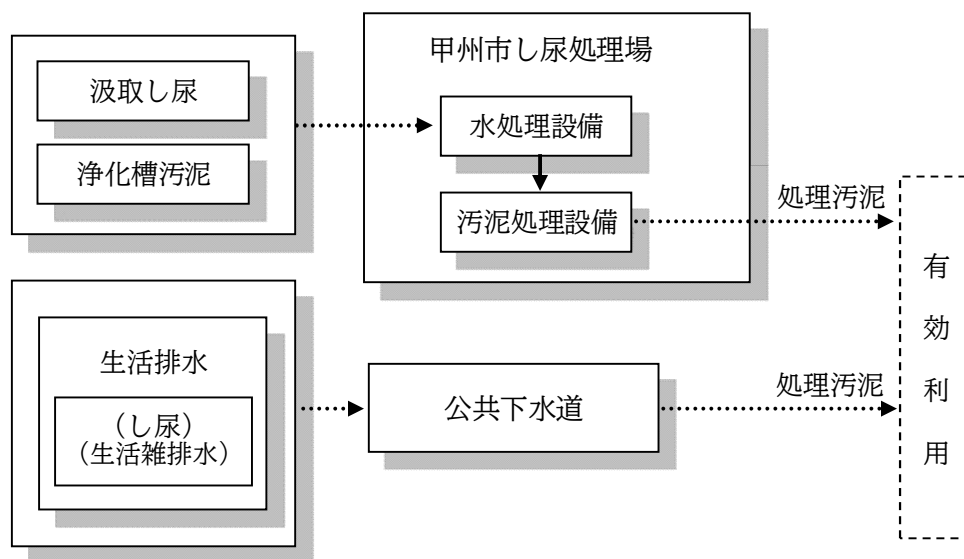 甲州市し尿処理場
汲取し尿
浄化槽汚泥
水処理設備
汚泥処理設備
処理汚泥
有効利用
生活排水
（し尿）
（生活雑排水）
公共下水道
処理汚泥